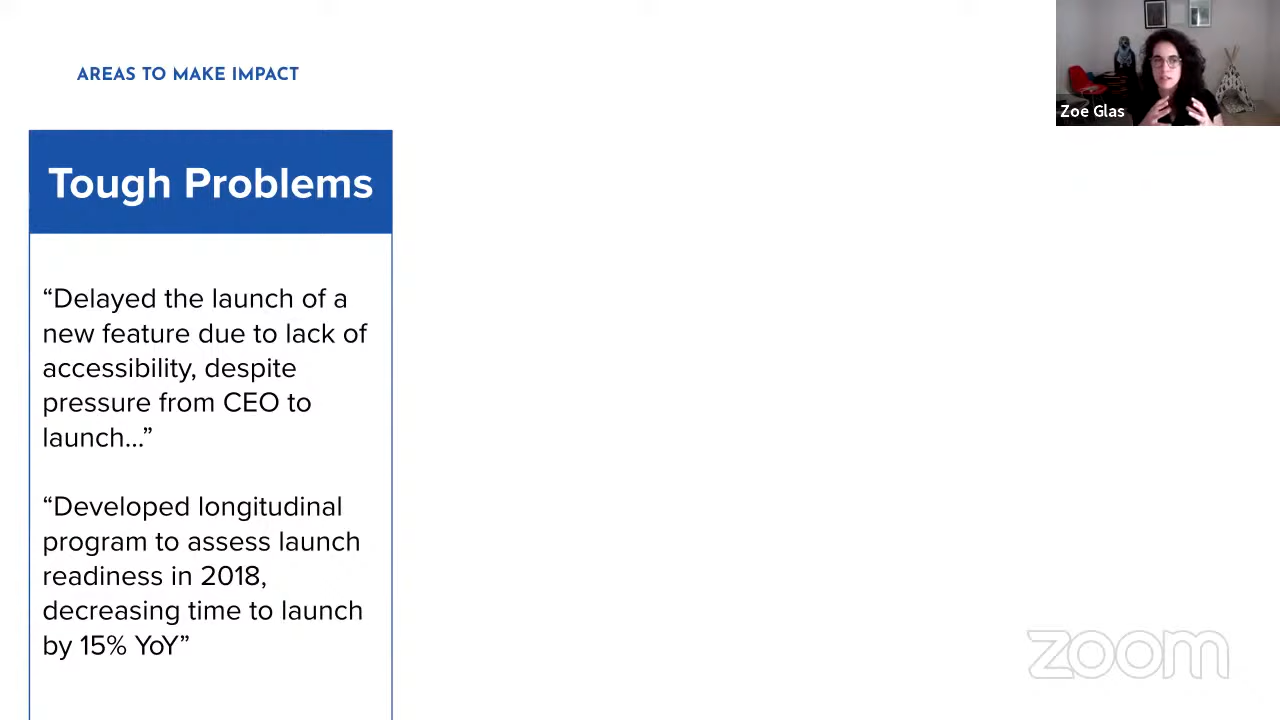 AREAS TO MAKE IMPACT
Zoe Glas
Tough Problems
“Delayed the launch of a
new feature due to lack of
accessibility, despite
pressure from CEO to
launch...”
“Developed longitudinal
program to assess launch
readiness in 2018,
decreasing time to launch
by 15% YoY”
zoom